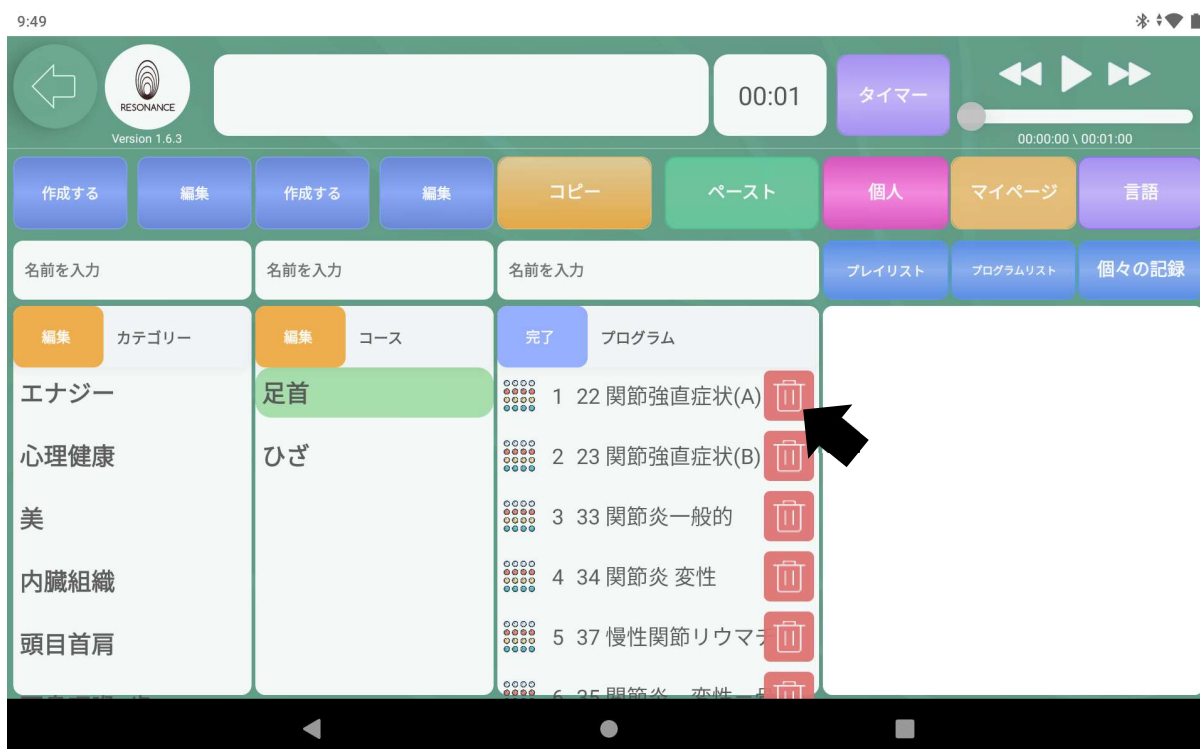 9:49
RESONANCE
Version 1.6.3
00:01
タイマー
00:00:00 \ 00:01:00
作成する
編集
作成する
編集
コピー
ペースト
個人
マイページ
言語
名前を入力
名前を入力
名前を入力
プレイリスト
プログラムリスト
個々の記録
編集 カテゴリー
編集 コース
完了 プログラム
エナジー
心理健康
美
内臓組織
頭目首肩
足首
ひざ
1 22 関節強直症状(A)
2 23 関節強直症状(B)
3 33 関節炎一般的
4 34 関節炎 変性
5 37 慢性関節リウマチ
6 35 関節炎